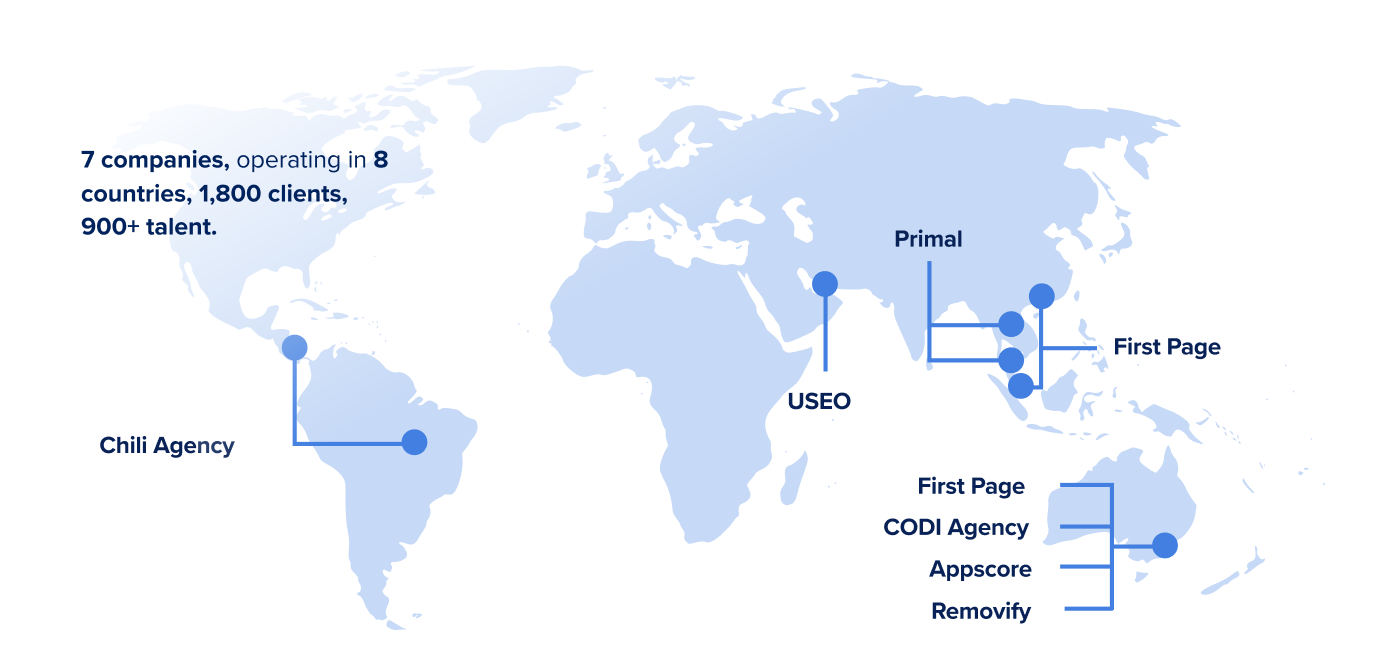 7 companies, operating in 8
countries, 1,800 clients,
900+ talent.
Primal
First Page
USEO
Chili Agency
First Page
CODI Agency
Appscore
Removify